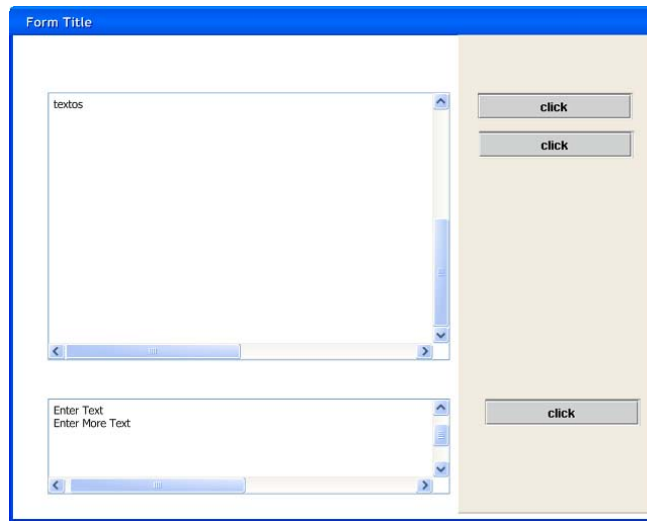 Form Title
textos
click
click
Enter Text
Enter More Text
click